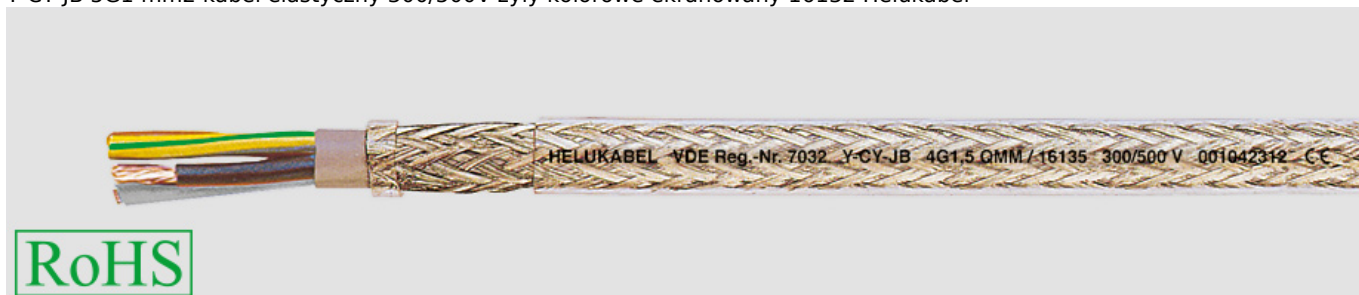 HELUKABEL VDE Reg.-Nr. 7032 Y-CY-JB 4G1,5 QMM / 16135 300/500 V 001042312 CE
RoHS